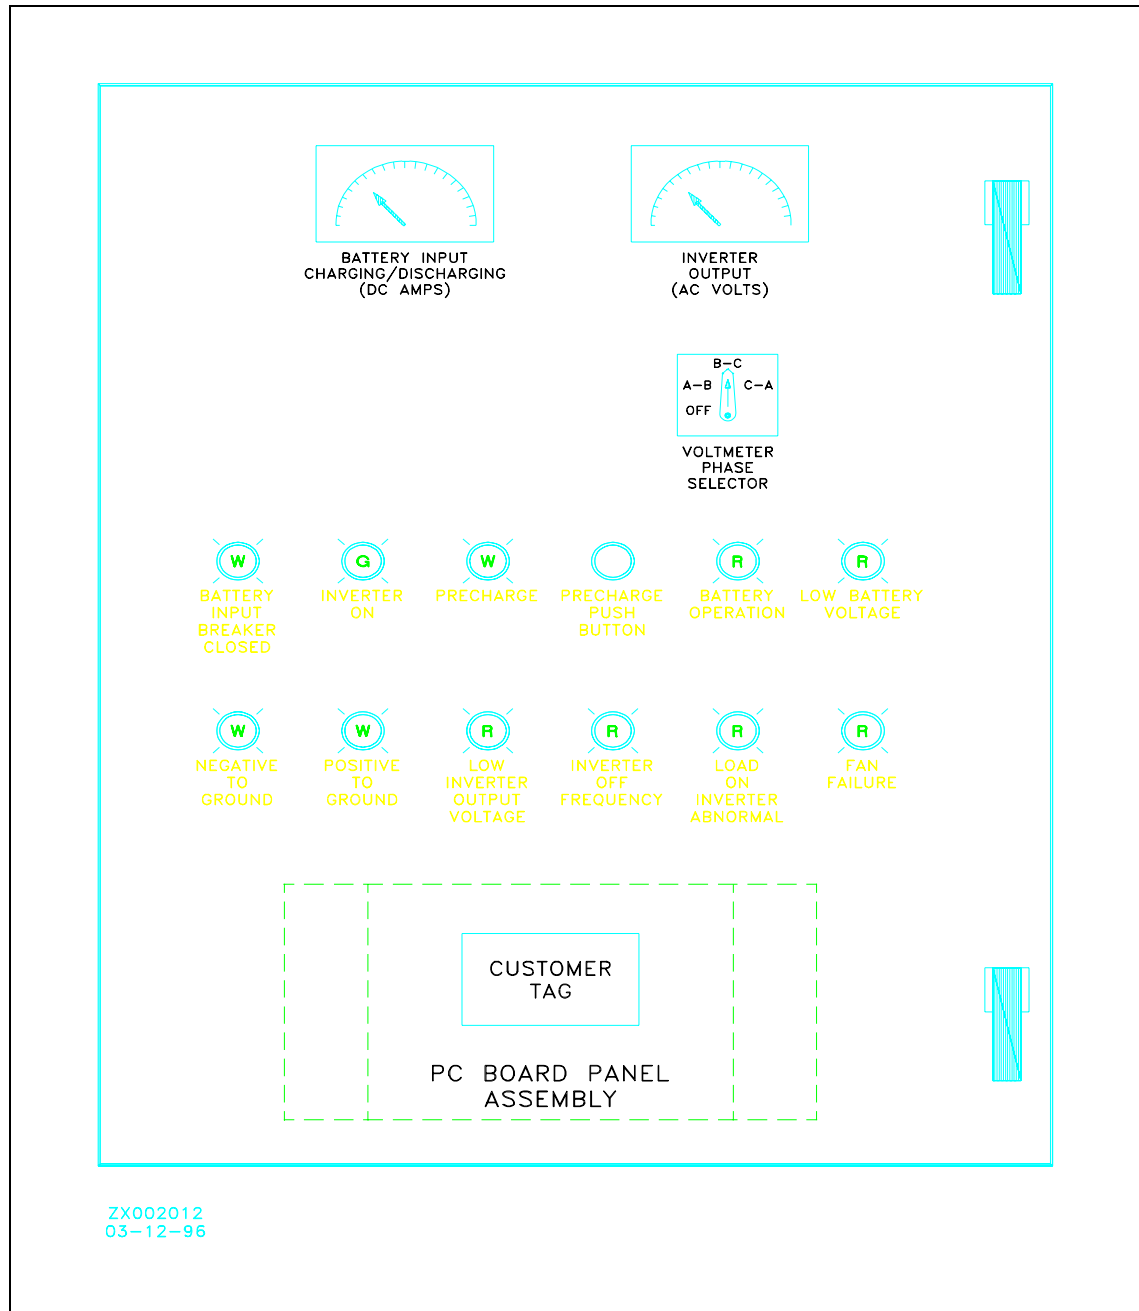 BATTERY INPUT
CHARGING/DISCHARGING
(DC AMPS)
INVERTER
OUTPUT
(AC VOLTS)
B-C
A-B
C-A
OFF
VOLTMETER
PHASE
SELECTOR
W
BATTERY
INPUT
BREAKER
CLOSED
G
INVERTER
ON
W
PRECHARGE
PRECHARGE
PUSH
BUTTON
R
BATTERY
OPERATION
R
LOW BATTERY
VOLTAGE
W
NEGATIVE
TO
GROUND
W
POSITIVE
TO
GROUND
R
LOW
INVERTER
OUTPUT
VOLTAGE
R
INVERTER
OFF
FREQUENCY
R
LOAD
ON
INVERTER
ABNORMAL
R
FAN
FAILURE
CUSTOMER
TAG
PC BOARD PANEL
ASSEMBLY
ZX002012
03-12-96